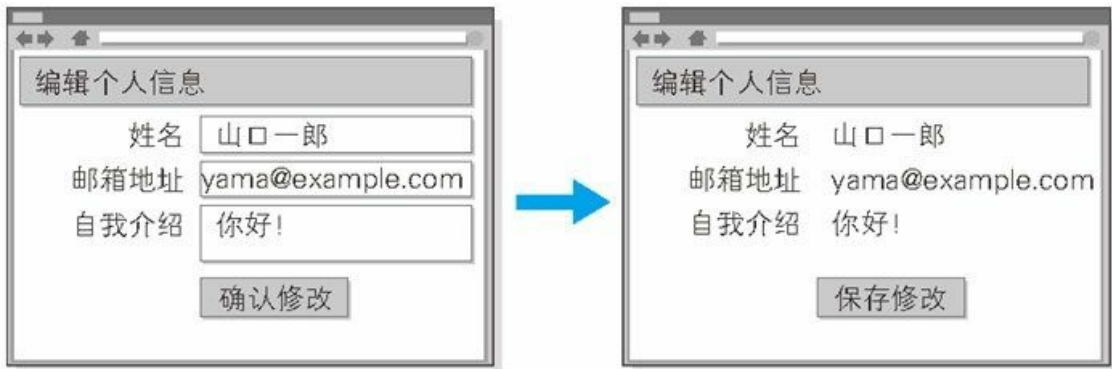 编辑个人信息
姓名 山口一郎
邮箱地址 yama@example.com
自我介绍 你好!
确认修改
编辑个人信息
姓名 山口一郎
邮箱地址 yama@example.com
自我介绍 你好!
保存修改